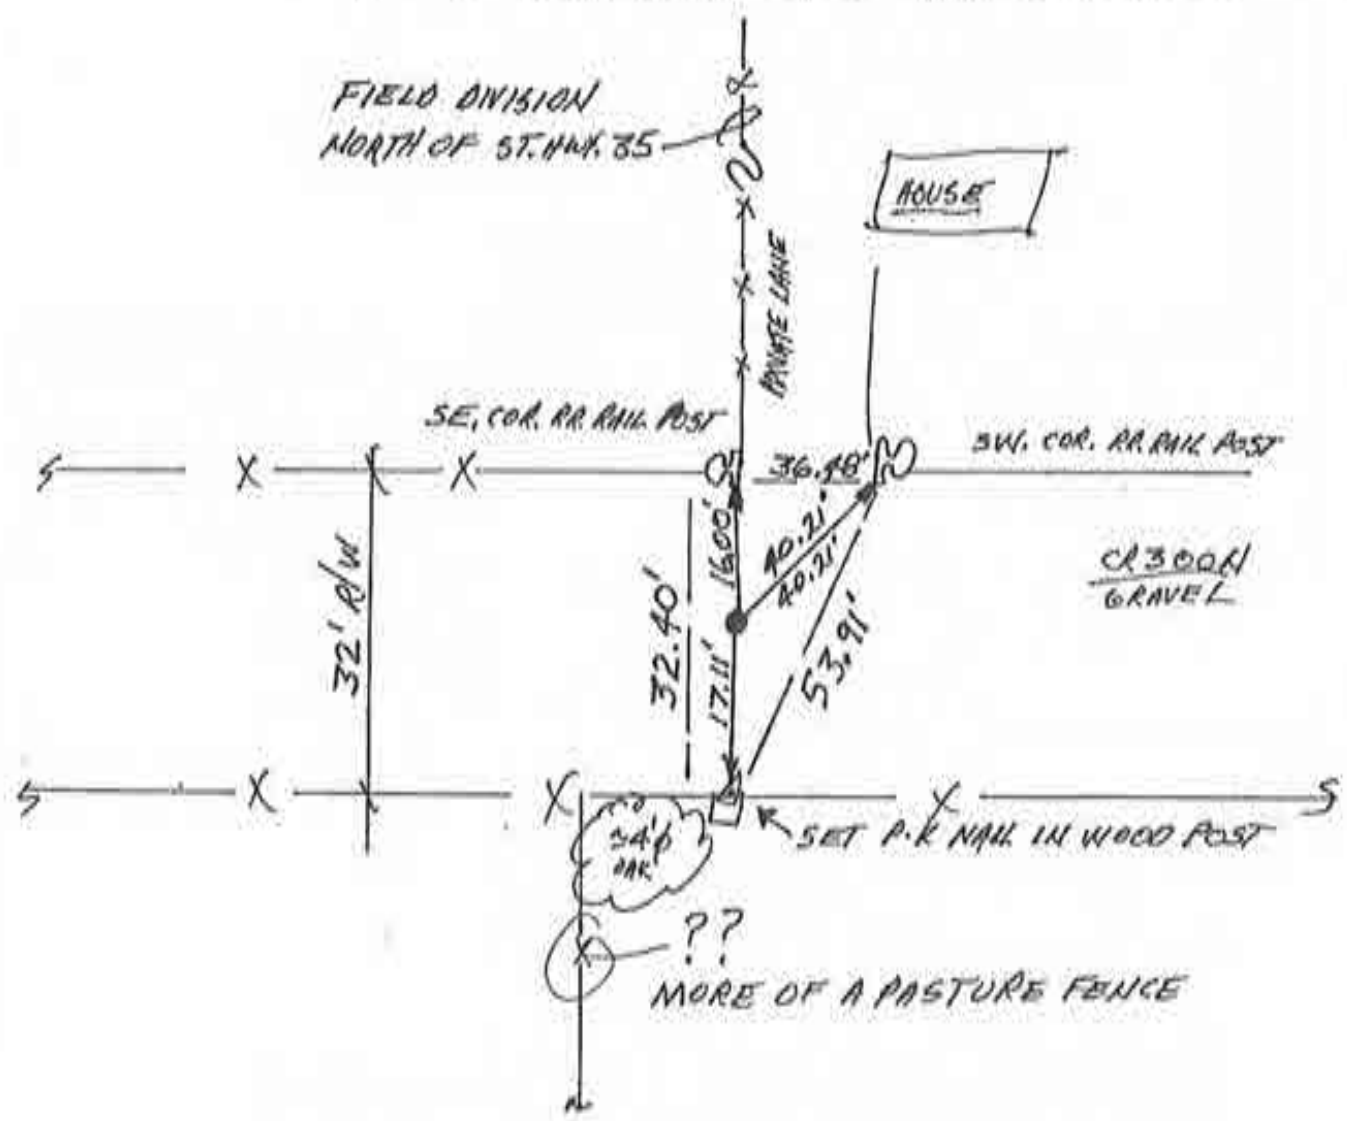 FIELD DIVISION
NORTH OF ST. HWY. 35
HOUSE
PRIVATE LANE
SE. COR. RR. RAIL POST
SW. COR. RR. RAIL POST
36.48'
16.00'
40.21'
40.21'
CR 300N
GRAVEL
32' R/W
32.40'
17.11'
53.91'
OAK
SET P.K NAIL IN WOOD POST
??
MORE OF A PASTURE FENCE